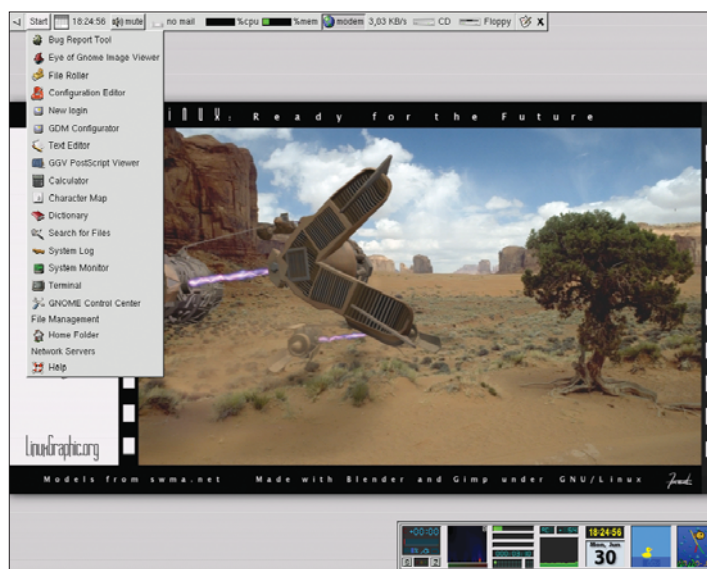 Start 18:24:56 mute no mail %cpu %mem modem 3,03 KB/s CD Floppy X
Bug Report Tool
Eye of Gnome Image Viewer
File Roller
Configuration Editor
New login
GDM Configurator
Text Editor
GGV PostScript Viewer
Calculator
Character Map
Dictionary
Search for Files
System Log
System Monitor
Terminal
GNOME Control Center
File Management
Home Folder
Network Servers
Help
Ready for the Future
LinuxGraphic.org
Models from swma.net Made with Blender and Gimp under GNU/Linux
+00:00
18:24:56
Mon, Jun
30